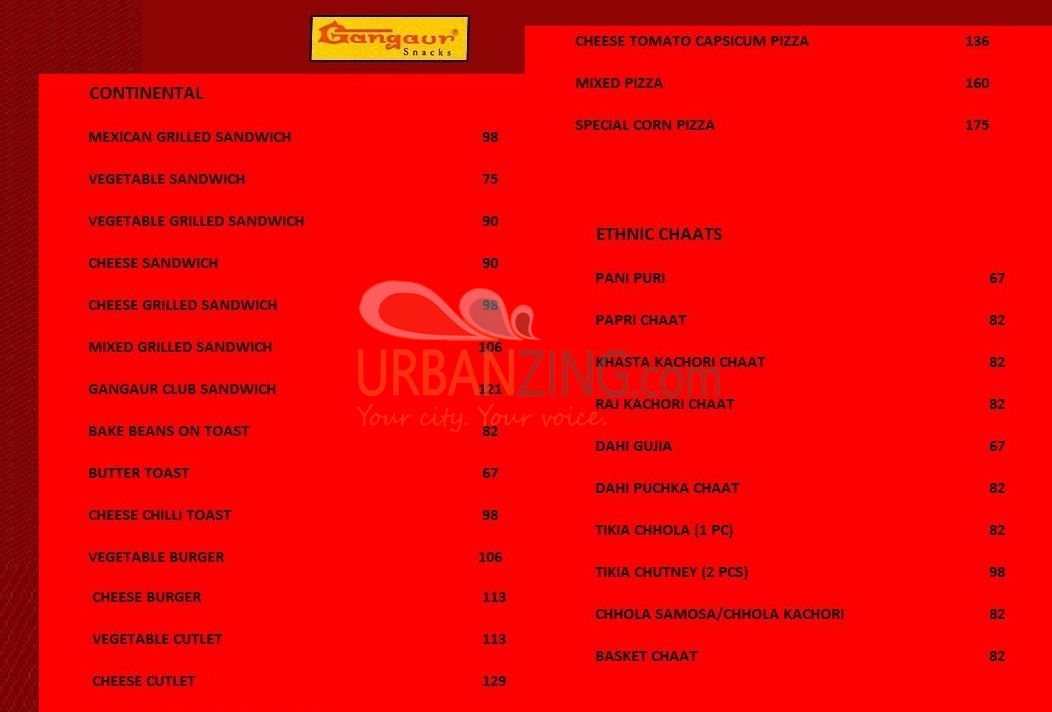 Gangaur®
Snacks
CONTINENTAL
MEXICAN GRILLED SANDWICH 98
VEGETABLE SANDWICH 75
VEGETABLE GRILLED SANDWICH 90
CHEESE SANDWICH 90
CHEESE GRILLED SANDWICH 98
MIXED GRILLED SANDWICH 106
GANGAUR CLUB SANDWICH 121
BAKE BEANS ON TOAST 82
BUTTER TOAST 67
CHEESE CHILLI TOAST 98
VEGETABLE BURGER 106
CHEESE BURGER 113
VEGETABLE CUTLET 113
CHEESE CUTLET 129
CHEESE TOMATO CAPSICUM PIZZA 136
MIXED PIZZA 160
SPECIAL CORN PIZZA 175
ETHNIC CHAATS
PANI PURI 67
PAPRI CHAAT 82
KHASTA KACHORI CHAAT 82
RAJ KACHORI CHAAT 82
DAHI GUJIA 67
DAHI PUCHKA CHAAT 82
TIKIA CHHOLA (1 PC) 82
TIKIA CHUTNEY (2 PCS) 98
CHHOLA SAMOSA/CHHOLA KACHORI 82
BASKET CHAAT 82
URBANZING.com
Your city. Your voice.